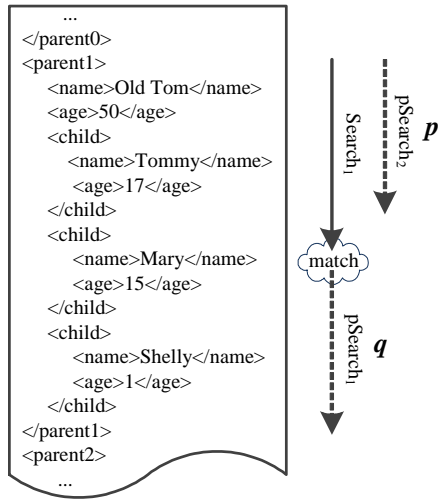 ...
</parent0>
<parent1>
<name>Old Tom</name>
<age>50</age>
<child>
<name>Tommy</name>
<age>17</age>
</child>
<child>
<name>Mary</name>
<age>15</age>
</child>
<child>
<name>Shelly</name>
<age>1</age>
</child>
</parent1>
<parent2>
...
Search₁
pSearch₂
p
match
pSearch₁
q